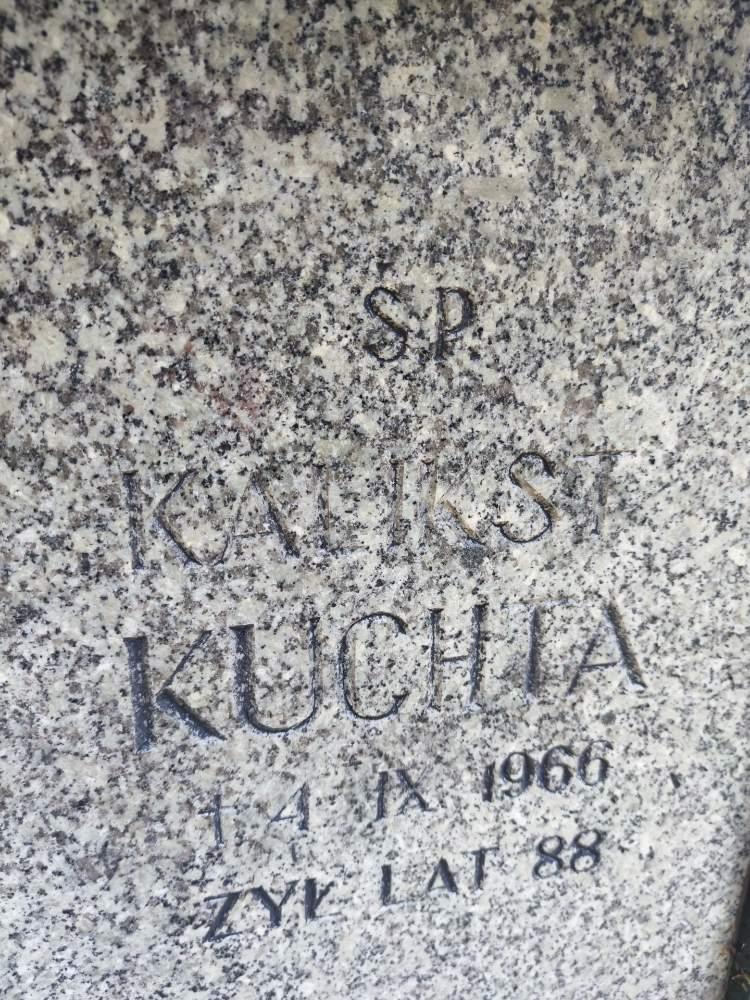 Ś.P
KALIKST
KUCHTA
+ 4 IX 1966
ŻYŁ LAT 88